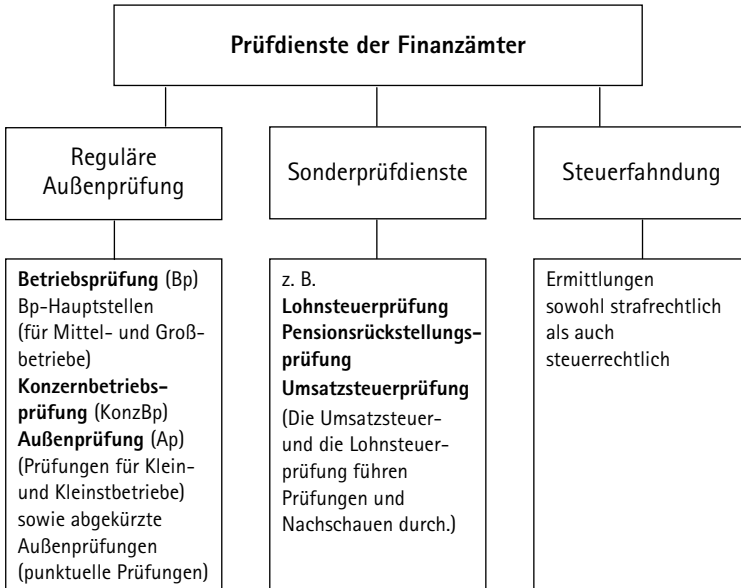 Prüfdienste der Finanzämter
Reguläre
Außenprüfung
Sonderprüfdienste
Steuerfahndung
Betriebsprüfung (Bp)
Bp-Hauptstellen
(für Mittel- und Groß-
betriebe)
Konzernbetriebs-
prüfung (KonzBp)
Außenprüfung (Ap)
(Prüfungen für Klein-
und Kleinstbetriebe)
sowie abgekürzte
Außenprüfungen
(punktuelle Prüfungen)
z. B.
Lohnsteuerprüfung
Pensionsrückstellungs-
prüfung
Umsatzsteuerprüfung
(Die Umsatzsteuer-
und die Lohnsteuer-
prüfung führen
Prüfungen und
Nachschauen durch.)
Ermittlungen
sowohl strafrechtlich
als auch
steuerrechtlich